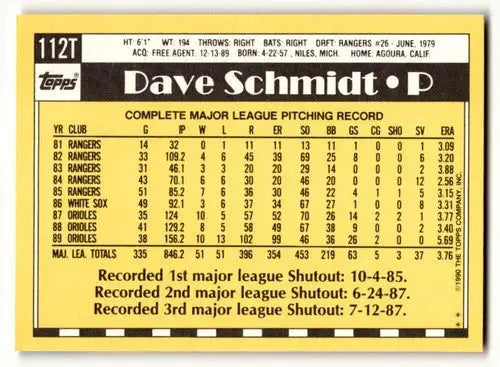 112T
HT: 6'1" WT: 194 THROWS: RIGHT BATS: RIGHT DRFT: RANGERS #26 - JUNE, 1979
ACQ: FREE AGENT, 12-13-89 BORN: 4-22-57, NILES, MICH. HOME: AGOURA, CALIF.
Topps® Dave Schmidt • P
COMPLETE MAJOR LEAGUE PITCHING RECORD
YR CLUB G IP W L R ER SO BB GS CG SHO SV ERA
81 RANGERS 14 32 0 1 11 11 13 11 1 0 0 1 3.09
82 RANGERS 33 109.2 4 6 45 39 69 25 8 0 0 6 3.20
83 RANGERS 31 46.1 3 3 20 20 29 14 0 0 0 2 3.88
84 RANGERS 43 70.1 6 6 30 20 46 20 0 0 0 12 2.56
85 RANGERS 51 85.2 7 6 36 30 46 22 4 1 1 5 3.15
86 WHITE SOX 49 92.1 3 6 37 34 67 27 1 0 0 8 3.31
87 ORIOLES 35 124 10 5 57 52 70 26 14 2 2 1 3.77
88 ORIOLES 41 129.2 8 5 58 49 67 38 9 0 0 2 3.40
89 ORIOLES 38 156.2 10 13 102 99 46 36 26 2 0 0 5.69
MAJ. LEA. TOTALS 335 846.2 51 51 396 354 453 219 63 5 3 37 3.76
Recorded 1st major league Shutout: 10-4-85.
Recorded 2nd major league Shutout: 6-24-87.
Recorded 3rd major league Shutout: 7-12-87.
©1990 THE TOPPS COMPANY, INC.
**